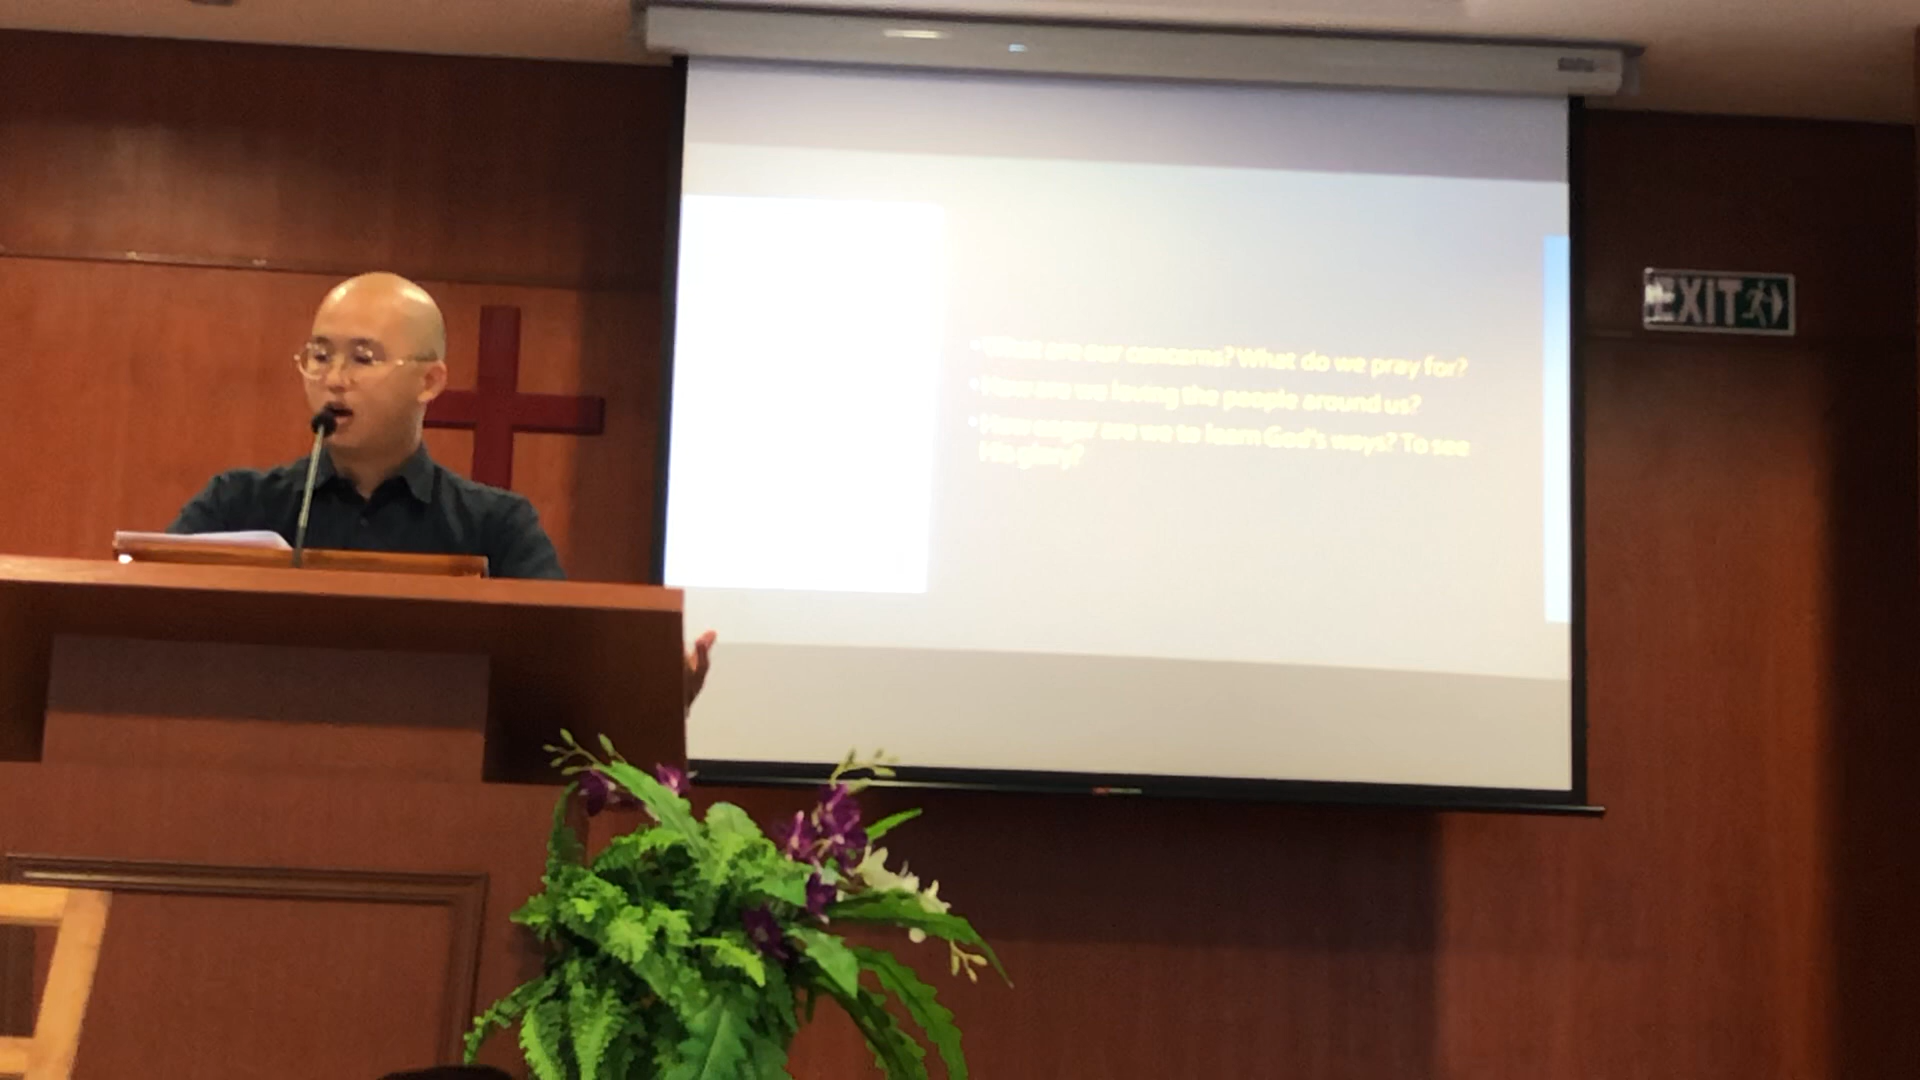 • What are our concerns? What do we pray for?
• How are we loving the people around us?
• How eager are we to learn God's ways? To see
His glory?
EXIT